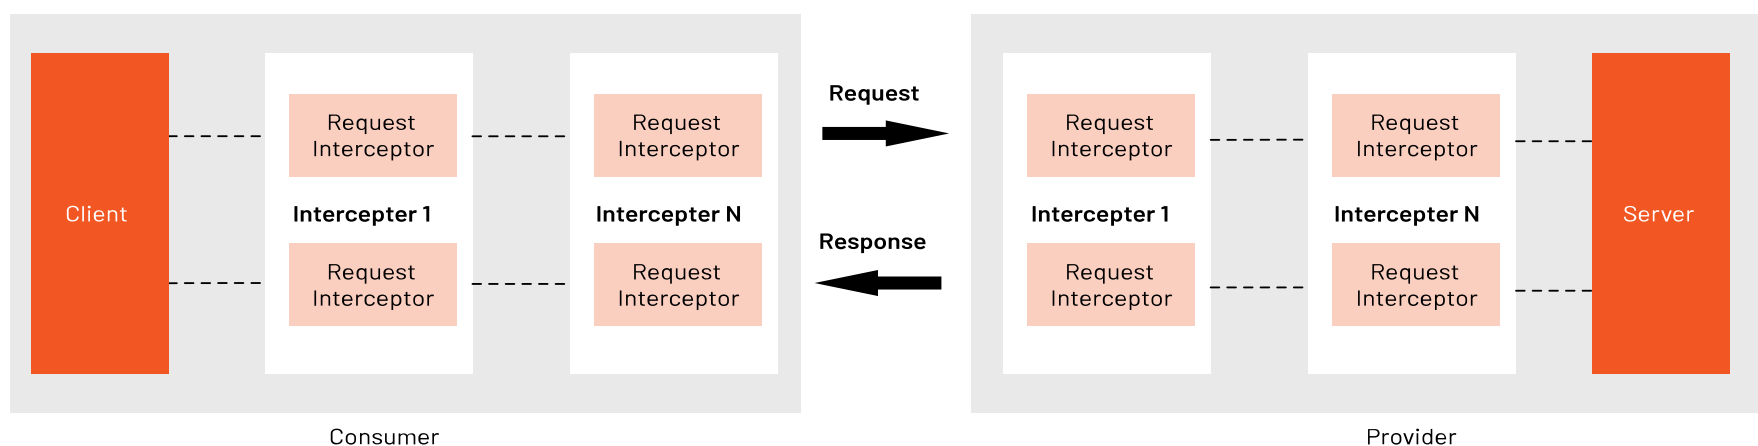 Client
Request
Interceptor
Intercepter 1
Request
Interceptor
Request
Interceptor
Intercepter N
Request
Interceptor
Consumer
Request
Response
Request
Interceptor
Intercepter 1
Request
Interceptor
Request
Interceptor
Intercepter N
Request
Interceptor
Server
Provider